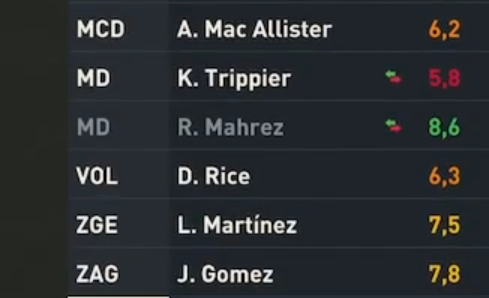 MCD A. Mac Allister 6,2
MD K. Trippier 5,8
MD R. Mahrez 8,6
VOL D. Rice 6,3
ZGE L. Martínez 7,5
ZAG J. Gomez 7,8